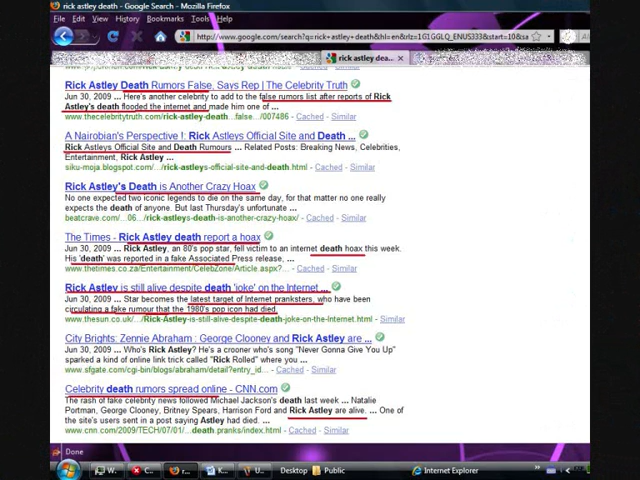 rick astley death - Google Search - Mozilla Firefox
File Edit View History Bookmarks Tools Help
http://www.google.com/search?q=rick+astley+death&hl=en&rlz=1G1GGLQ_ENUS333&start=10&sa
rick astley dea...
Rick Astley Death Rumors False, Says Rep | The Celebrity Truth
Jun 30, 2009 ... Here's another celebrity to add to the false rumors list after reports of Rick
Astley's death flooded the internet and made him one of ...
www.thecelebritytruth.com/rick-astley-death...false.../007486 - Cached - Similar
A Nairobian's Perspective !: Rick Astleys Official Site and Death ...
Rick Astleys Official Site and Death Rumours ... Related Posts: Breaking News, Celebrities,
Entertainment, Rick Astley ...
siku-moja.blogspot.com/.../rick-astleys-official-site-and-death.html - Cached - Similar
Rick Astley's Death is Another Crazy Hoax
No one expected two iconic legends to die on the same day, for that matter no one really
expects the death of anyone. But last Thursday's unfortunate ...
beatcrave.com/...06.../rick-astleys-death-is-another-crazy-hoax/ - Cached - Similar
The Times - Rick Astley death report a hoax
Jun 30, 2009 ... Rick Astley, an 80's pop star, fell victim to an internet death hoax this week.
His 'death' was reported in a fake Associated Press release, ...
www.thetimes.co.za/Entertainment/CelebZone/Article.aspx?... - Cached - Similar
Rick Astley is still alive despite death 'joke' on the Internet ...
Jun 30, 2009 ... Star becomes the latest target of Internet pranksters, who have been
circulating a fake rumour that the 1980's pop icon had died.
www.thesun.co.uk/.../Rick-Astley-is-still-alive-despite-death-joke-on-the-Internet.html - Similar
City Brights: Zennie Abraham : George Clooney and Rick Astley are ...
Jun 30, 2009 ... Who's Rick Astley? He's a crooner who's song "Never Gonna Give You Up"
sparked a kind of online link trick called "Rick Rolled" where you ...
www.sfgate.com/cgi-bin/blogs/abraham/detail?entry_id... - Cached - Similar
Celebrity death rumors spread online - CNN.com
The rash of fake celebrity news followed Michael Jackson's death last week ... Natalie
Portman, George Clooney, Britney Spears, Harrison Ford and Rick Astley are alive. ... One of
the site's users sent in a post saying Astley had died. ...
www.cnn.com/2009/TECH/07/01/...death.pranks/index.html - Cached - Similar
Done
W... C... r... K... U... Desktop Public Internet Explorer